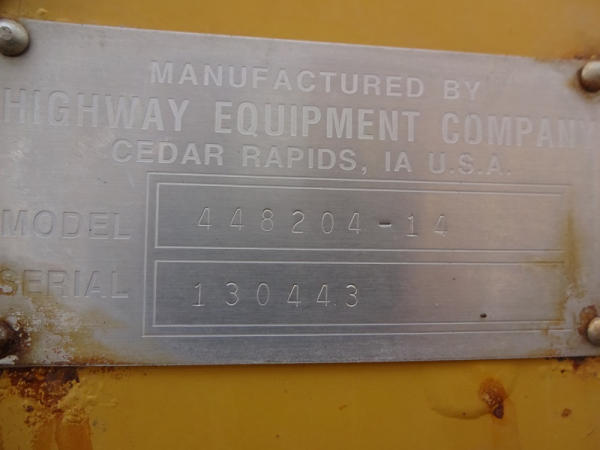 MANUFACTURED BY
HIGHWAY EQUIPMENT COMPANY
CEDAR RAPIDS, IA U.S.A.
MODEL 448204-14
SERIAL 130443